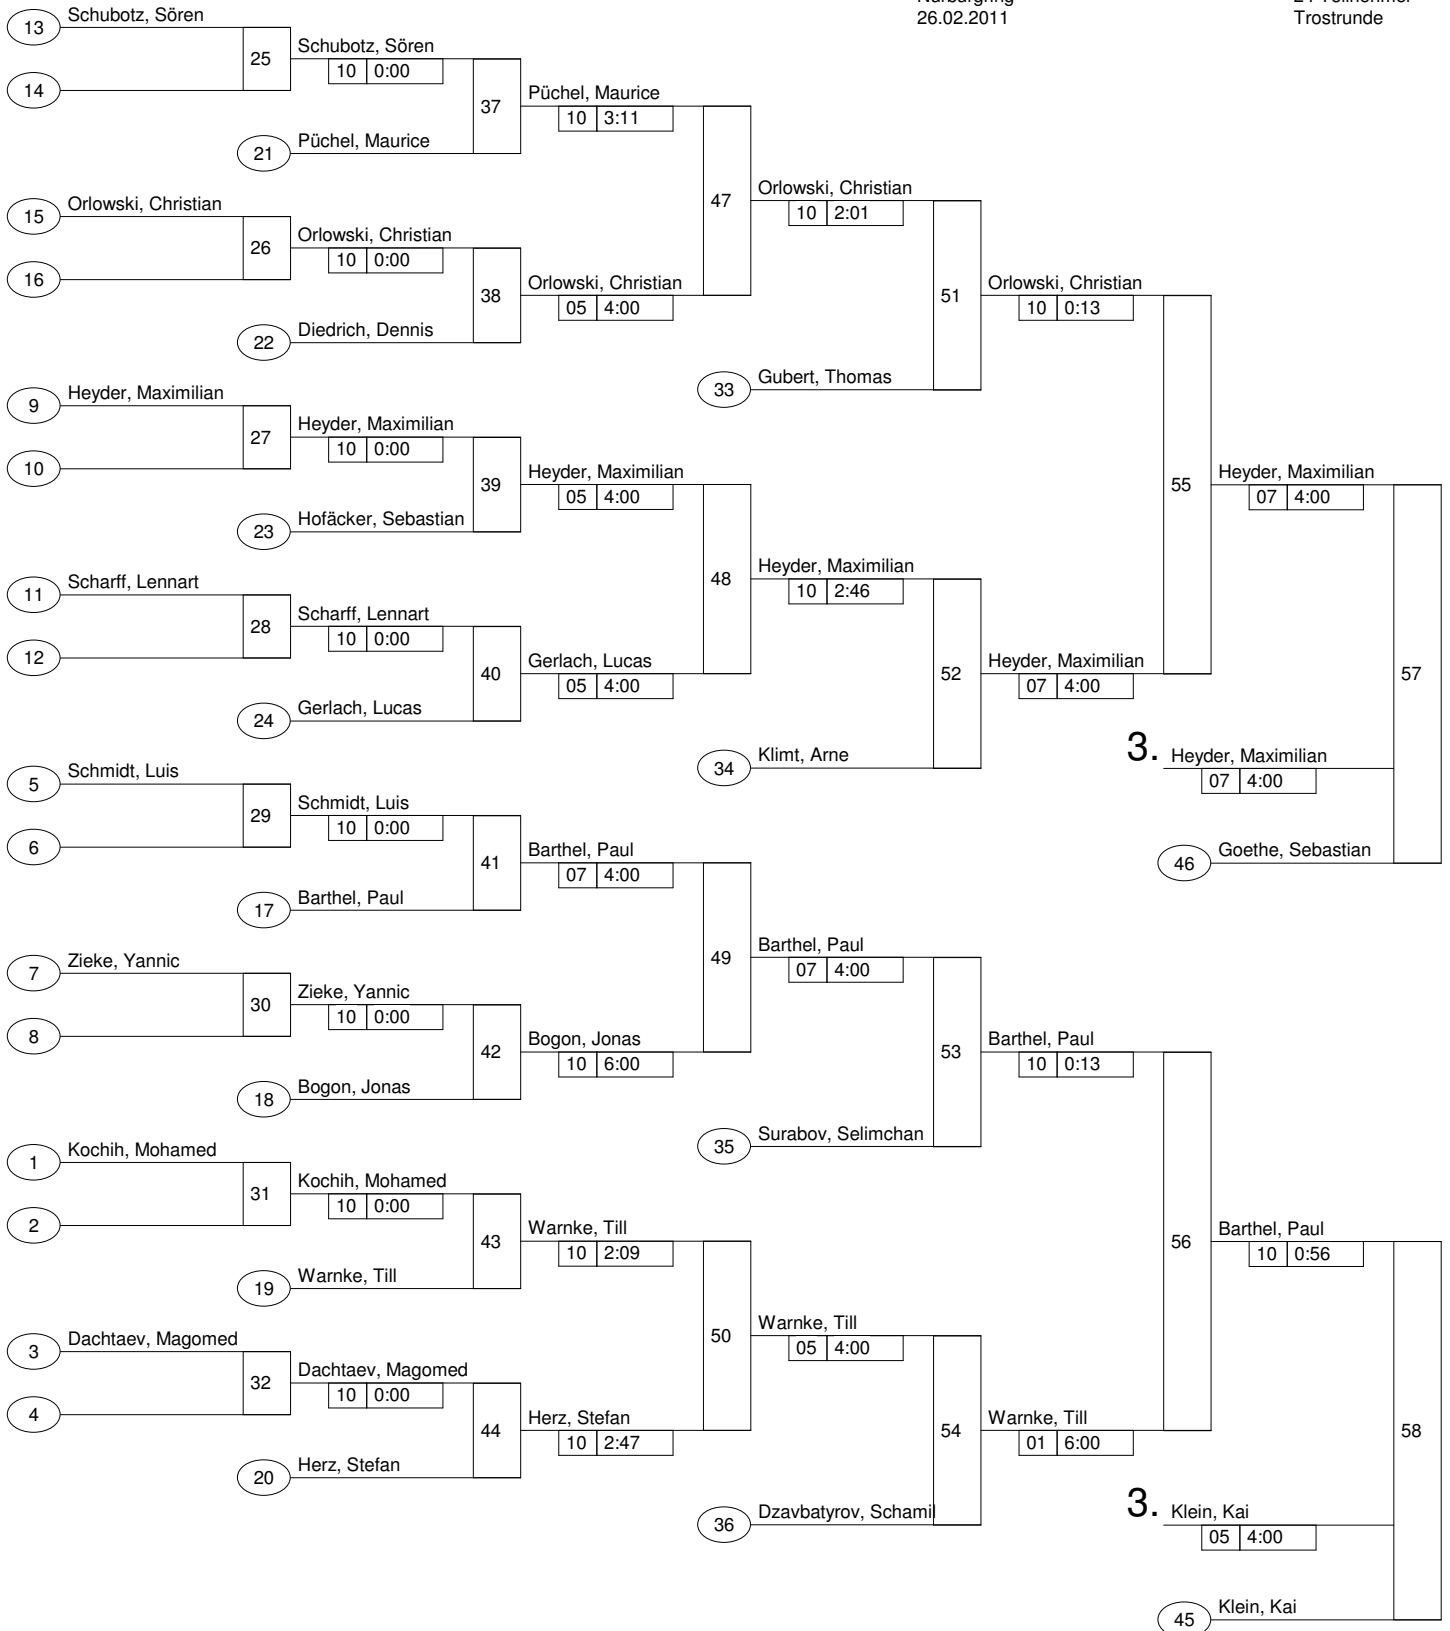 26.02.2011
Trostrunde
13 Schubotz, Sören
25
Schubotz, Sören
10 0:00
14
37
Püchel, Maurice
10 3:11
21 Püchel, Maurice
47
Orlowski, Christian
10 2:01
15 Orlowski, Christian
26
Orlowski, Christian
10 0:00
16
38
Orlowski, Christian
05 4:00
22 Diedrich, Dennis
51
Orlowski, Christian
10 0:13
33 Gubert, Thomas
9 Heyder, Maximilian
27
Heyder, Maximilian
10 0:00
10
39
Heyder, Maximilian
05 4:00
23 Hofäcker, Sebastian
55
Heyder, Maximilian
07 4:00
48
Heyder, Maximilian
10 2:46
11 Scharff, Lennart
28
Scharff, Lennart
10 0:00
12
40
Gerlach, Lucas
05 4:00
24 Gerlach, Lucas
52
Heyder, Maximilian
07 4:00
57
34 Klimt, Arne
3. Heyder, Maximilian
07 4:00
46 Goethe, Sebastian
5 Schmidt, Luis
29
Schmidt, Luis
10 0:00
6
41
Barthel, Paul
07 4:00
17 Barthel, Paul
49
Barthel, Paul
07 4:00
7 Zieke, Yannic
30
Zieke, Yannic
10 0:00
8
42
Bogon, Jonas
10 6:00
18 Bogon, Jonas
53
Barthel, Paul
10 0:13
35 Surabov, Selimchan
1 Kochih, Mohamed
31
Kochih, Mohamed
10 0:00
2
43
Warnke, Till
10 2:09
19 Warnke, Till
56
Barthel, Paul
10 0:56
50
Warnke, Till
05 4:00
3 Dachtaev, Magomed
32
Dachtaev, Magomed
10 0:00
4
44
Herz, Stefan
10 2:47
20 Herz, Stefan
54
Warnke, Till
01 6:00
58
36 Dzavbatyrov, Schamil
3. Klein, Kai
05 4:00
45 Klein, Kai